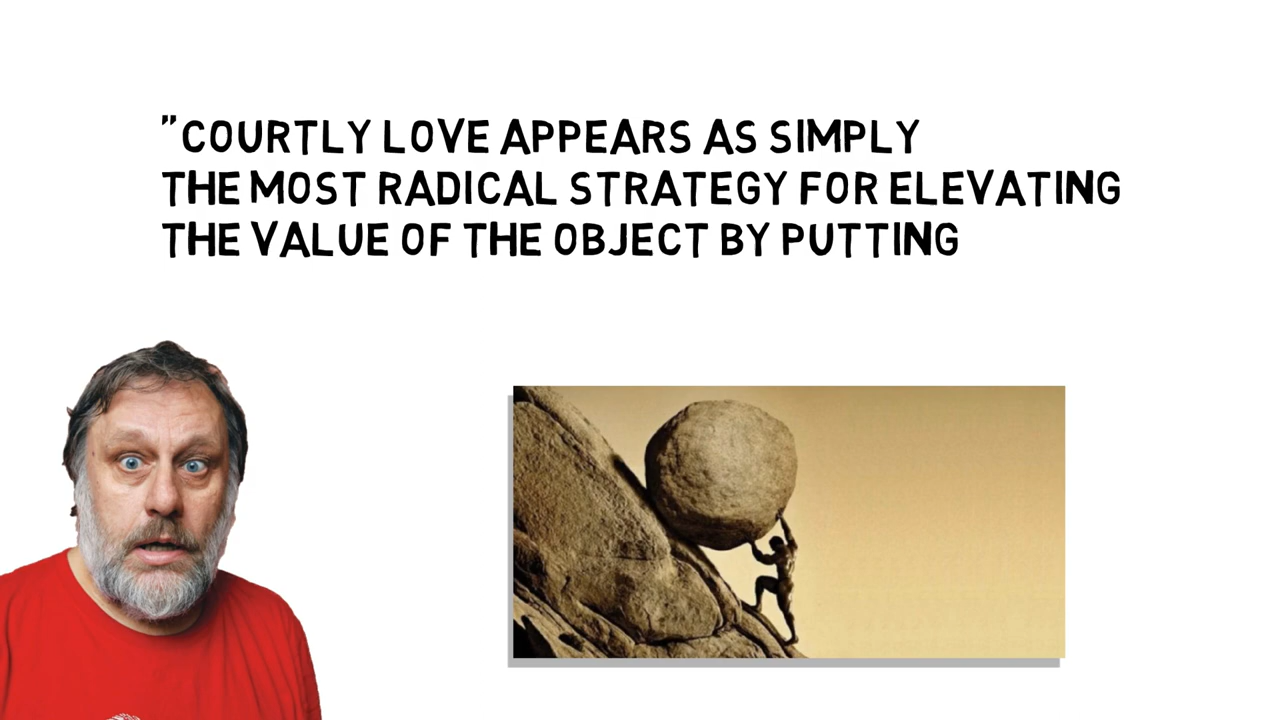 "COURTLY LOVE APPEARS AS SIMPLY
THE MOST RADICAL STRATEGY FOR ELEVATING
THE VALUE OF THE OBJECT BY PUTTING